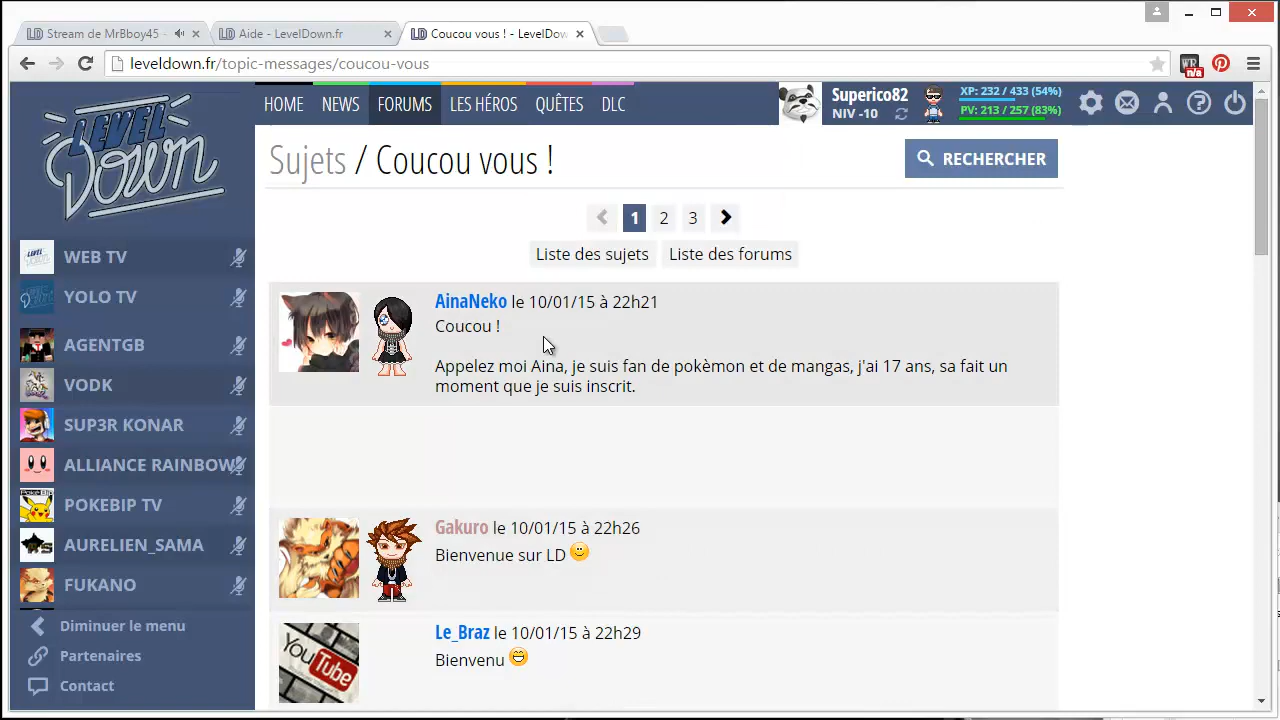 Stream de MrBboy45 -
Aide - LevelDown.fr
Coucou vous ! - LevelDow
leveldown.fr/topic-messages/coucou-vous
WR
n/a
LEVEL
Down
HOME NEWS FORUMS LES HÉROS QUÊTES DLC
Superico82
NIV -10
XP: 232 / 433 (54%)
PV: 213 / 257 (83%)
Sujets / Coucou vous !
RECHERCHER
1 2 3
Liste des sujets Liste des forums
WEB TV
YOLO TV
AGENTGB
VODK
SUP3R KONAR
ALLIANCE RAINBOW
POKEBIP TV
AURELIEN_SAMA
FUKANO
Diminuer le menu
Partenaires
Contact
AinaNeko le 10/01/15 à 22h21
Coucou !
Appelez moi Aina, je suis fan de pokèmon et de mangas, j'ai 17 ans, sa fait un
moment que je suis inscrit.
Gakuro le 10/01/15 à 22h26
Bienvenue sur LD
Le_Braz le 10/01/15 à 22h29
Bienvenu
You Tube